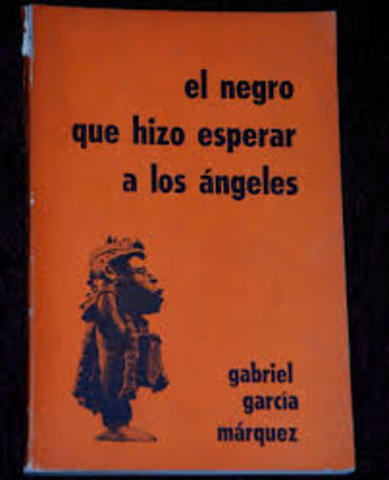 el negro
que hizo esperar
a los ángeles
gabriel
garcía
márquez